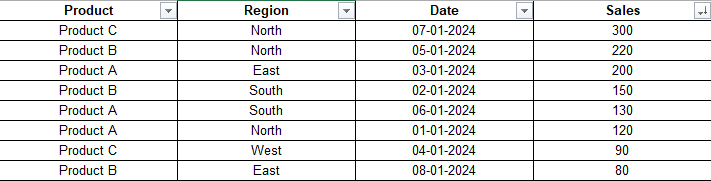 Product Region Date Sales
Product C North 07-01-2024 300
Product B North 05-01-2024 220
Product A East 03-01-2024 200
Product B South 02-01-2024 150
Product A South 06-01-2024 130
Product A North 01-01-2024 120
Product C West 04-01-2024 90
Product B East 08-01-2024 80